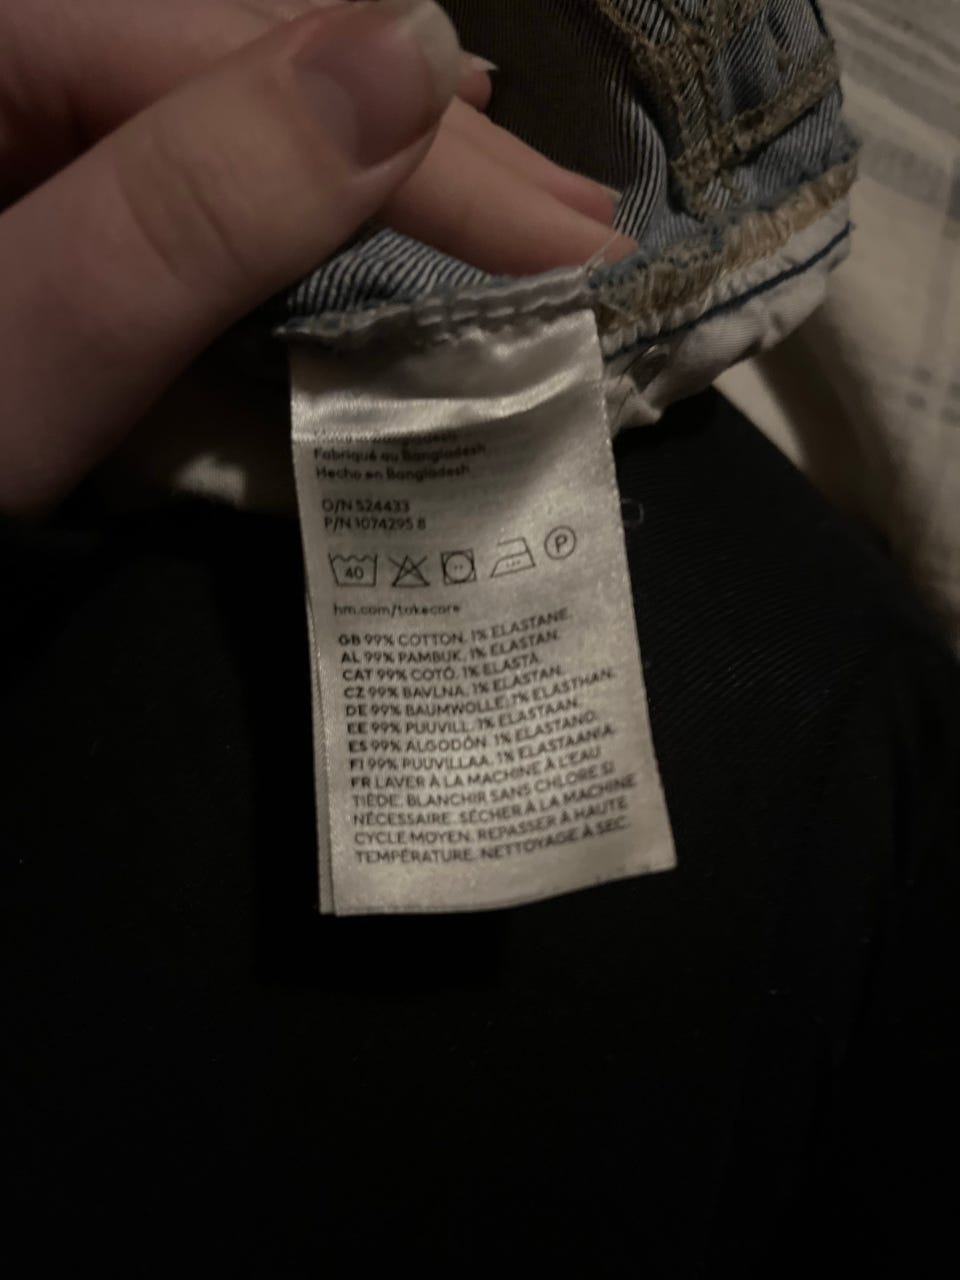 Fabriqué au Bangladesh
Hecho en Bangladesh
O/N 524433
P/N 1074295 8
40
P
hm.com/takecare
GB 99% COTTON, 1% ELASTANE.
AL 99% PAMBUK, 1% ELASTAN.
CAT 99% COTÓ, 1% ELASTÀ.
CZ 99% BAVLNA, 1% ELASTAN.
DE 99% BAUMWOLLE, 1% ELASTHAN.
EE 99% PUUVILL, 1% ELASTAAN.
ES 99% ALGODÓN, 1% ELASTANO.
FI 99% PUUVILLAA, 1% ELASTAANIA.
FR LAVER À LA MACHINE À L'EAU
TIÈDE. BLANCHIR SANS CHLORE SI
NÉCESSAIRE. SÉCHER À LA MACHINE
CYCLE MOYEN. REPASSER À HAUTE
TEMPÉRATURE. NETTOYAGE À SEC.